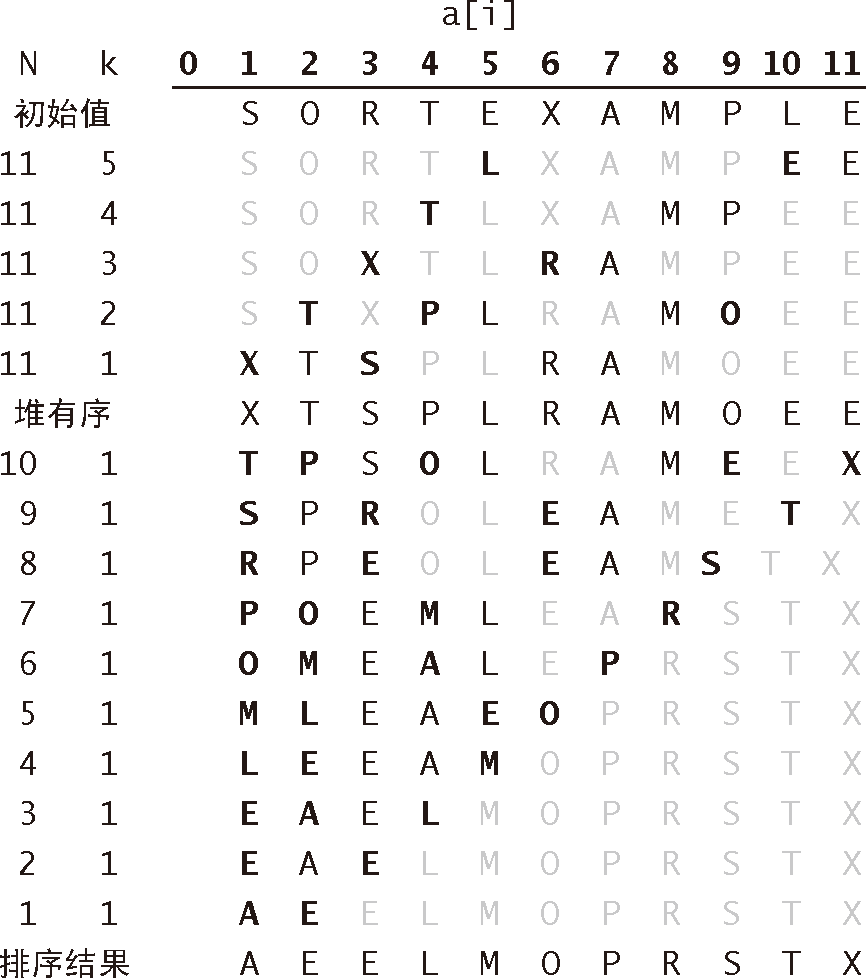 a[i]
N k 0 1 2 3 4 5 6 7 8 9 10 11
初始值 S O R T E X A M P L E
11 5 S O R T L X A M P E E
11 4 S O R T L X A M P E E
11 3 S O X T L R A M P E E
11 2 S T X P L R A M O E E
11 1 X T S P L R A M O E E
堆有序 X T S P L R A M O E E
10 1 T P S O L R A M E E X
9 1 S P R O L E A M E T X
8 1 R P E O L E A M S T X
7 1 P O E M L E A R S T X
6 1 O M E A L E P R S T X
5 1 M L E A E O P R S T X
4 1 L E E A M O P R S T X
3 1 E A E L M O P R S T X
2 1 E A E L M O P R S T X
1 1 A E E L M O P R S T X
排序结果 A E E L M O P R S T X